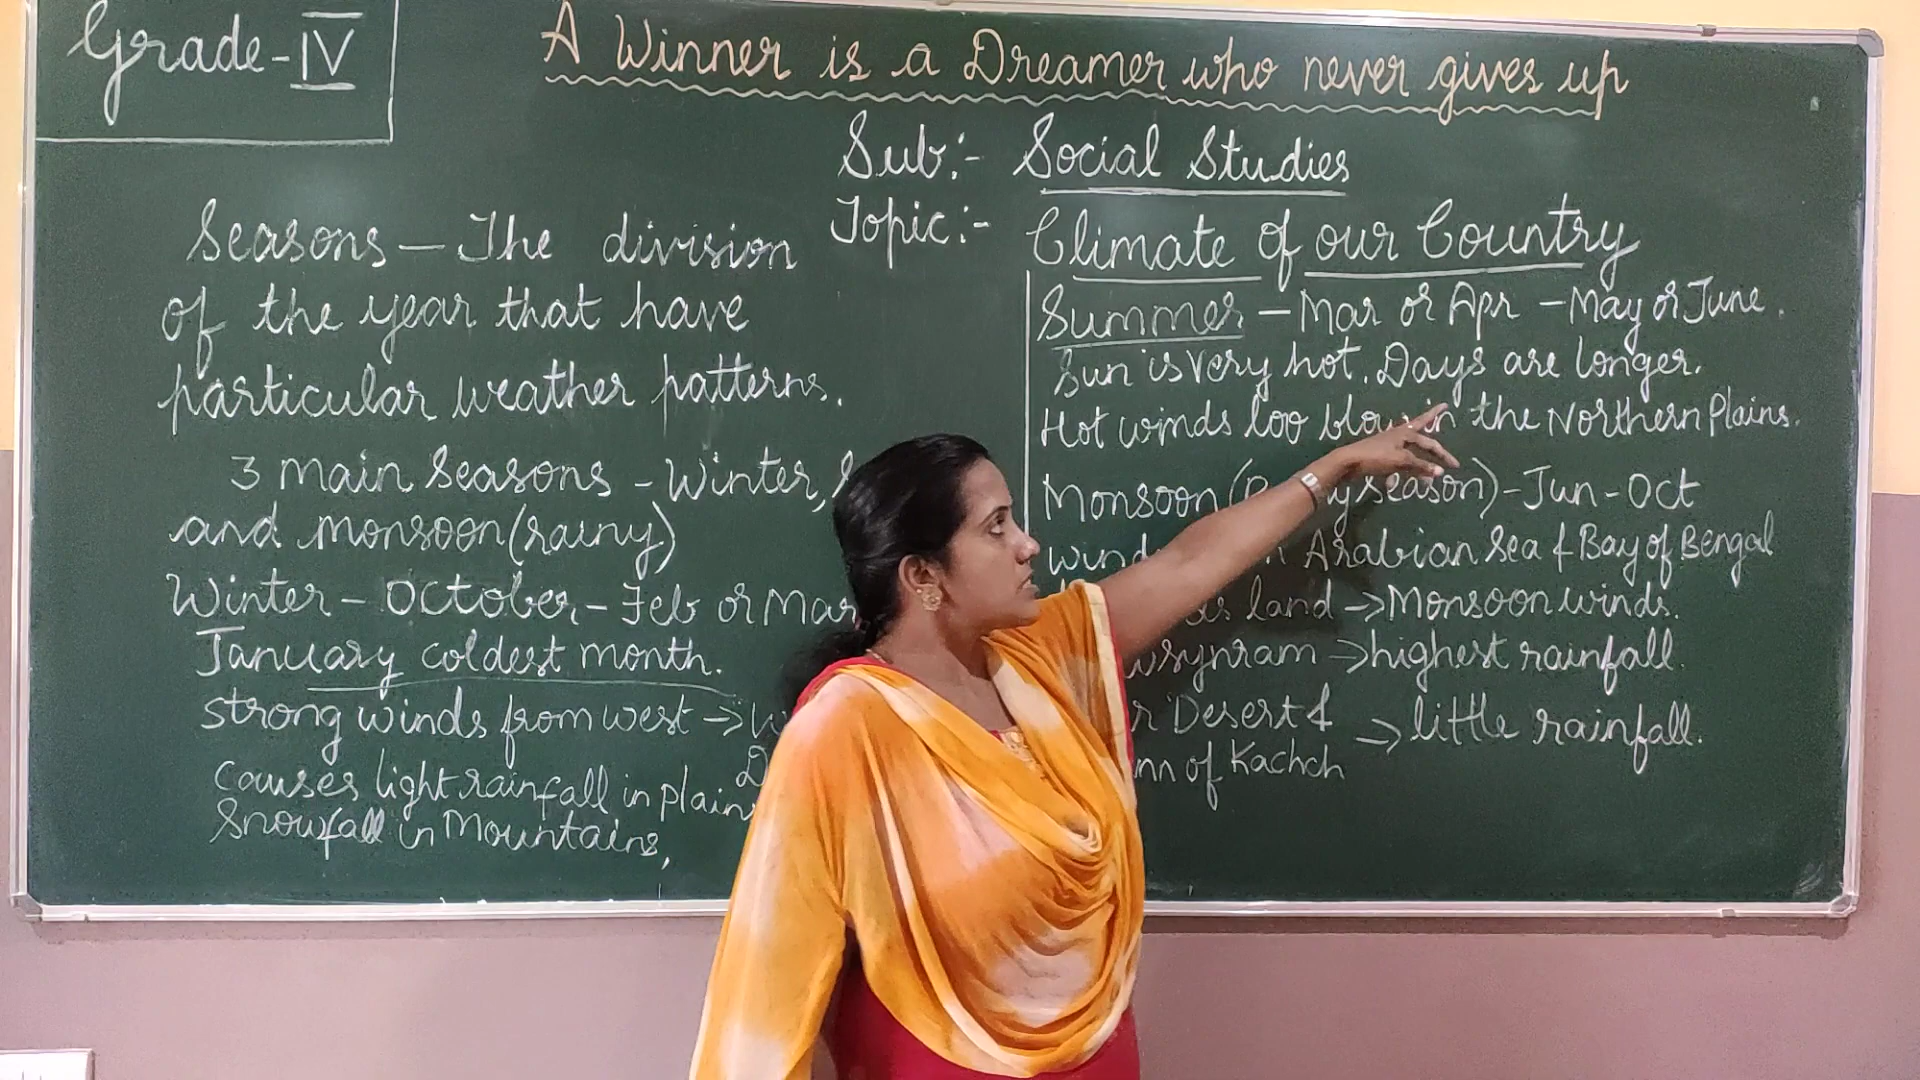 Grade-IV
A Winner is a Dreamer who never gives up
Sub:- Social Studies
Topic:- Climate of our Country
Seasons — The division
of the year that have
particular weather patterns.
3 main Seasons - Winter,
and monsoon (rainy)
Winter - October - Feb or Mar
January coldest month.
strong winds from west →
causes light rainfall in plains
Snowfall in Mountains,
Summer - Mar or Apr - May or June.
Sun is very hot. Days are longer.
Hot winds loo blow in the Northern Plains.
Monsoon ( season) - Jun - Oct
Arabian Sea & Bay of Bengal
land → Monsoon winds.
→ highest rainfall.
Desert & → little rainfall.
of Kachch